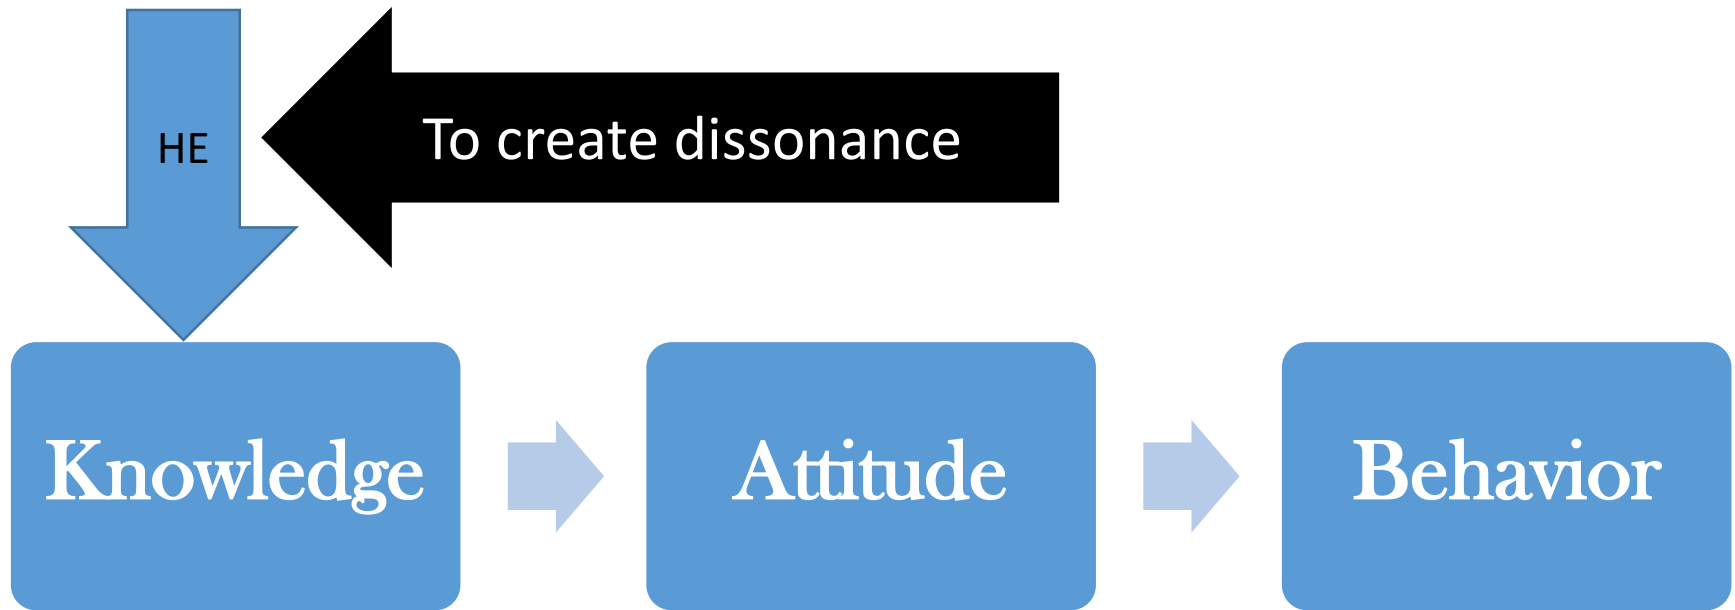 HE
To create dissonance
Knowledge
Attitude
Behavior